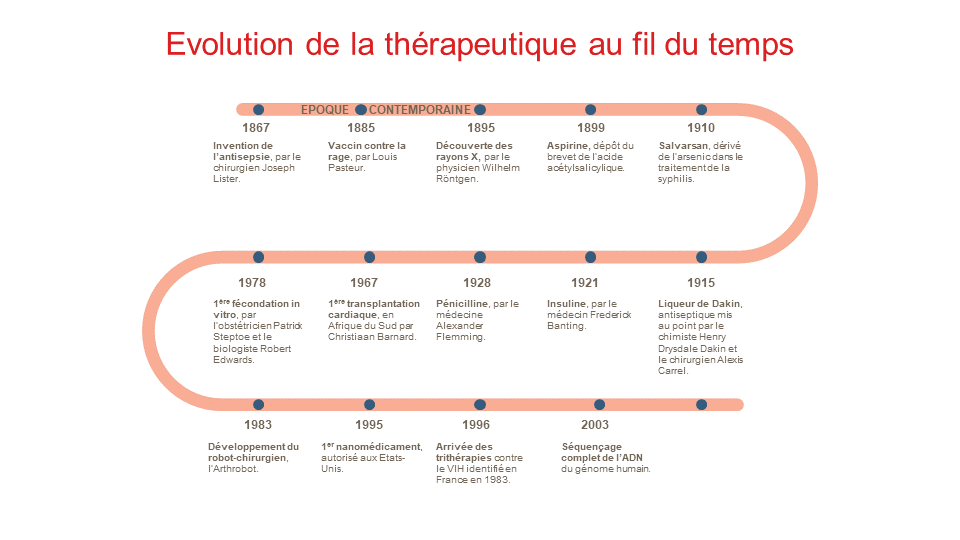 Evolution de la thérapeutique au fil du temps
EPOQUE CONTEMPORAINE
1867
Invention de
l'antisepsie, par le
chirurgien Joseph
Lister.
1885
Vaccin contre la
rage, par Louis
Pasteur.
1895
Découverte des
rayons X, par le
physicien Wilhelm
Röntgen.
1899
Aspirine, dépôt du
brevet de l'acide
acétylsalicylique.
1910
Salvarsan, dérivé
de l'arsenic dans le
traitement de la
syphilis.
1978
1ère fécondation in
vitro, par
l'obstétricien Patrick
Steptoe et le
biologiste Robert
Edwards.
1967
1ère transplantation
cardiaque, en
Afrique du Sud par
Christiaan Barnard.
1928
Pénicilline, par le
médecine
Alexander
Flemming.
1921
Insuline, par le
médecin Frederick
Banting.
1915
Liqueur de Dakin,
antiseptique mis
au point par le
chimiste Henry
Drysdale Dakin et
le chirurgien Alexis
Carrel.
1983
Développement du
robot-chirurgien,
l'Arthrobot.
1995
1er nanomédicament,
autorisé aux Etats-
Unis.
1996
Arrivée des
trithérapies contre
le VIH identifié en
France en 1983.
2003
Séquençage
complet de l'ADN
du génome humain.